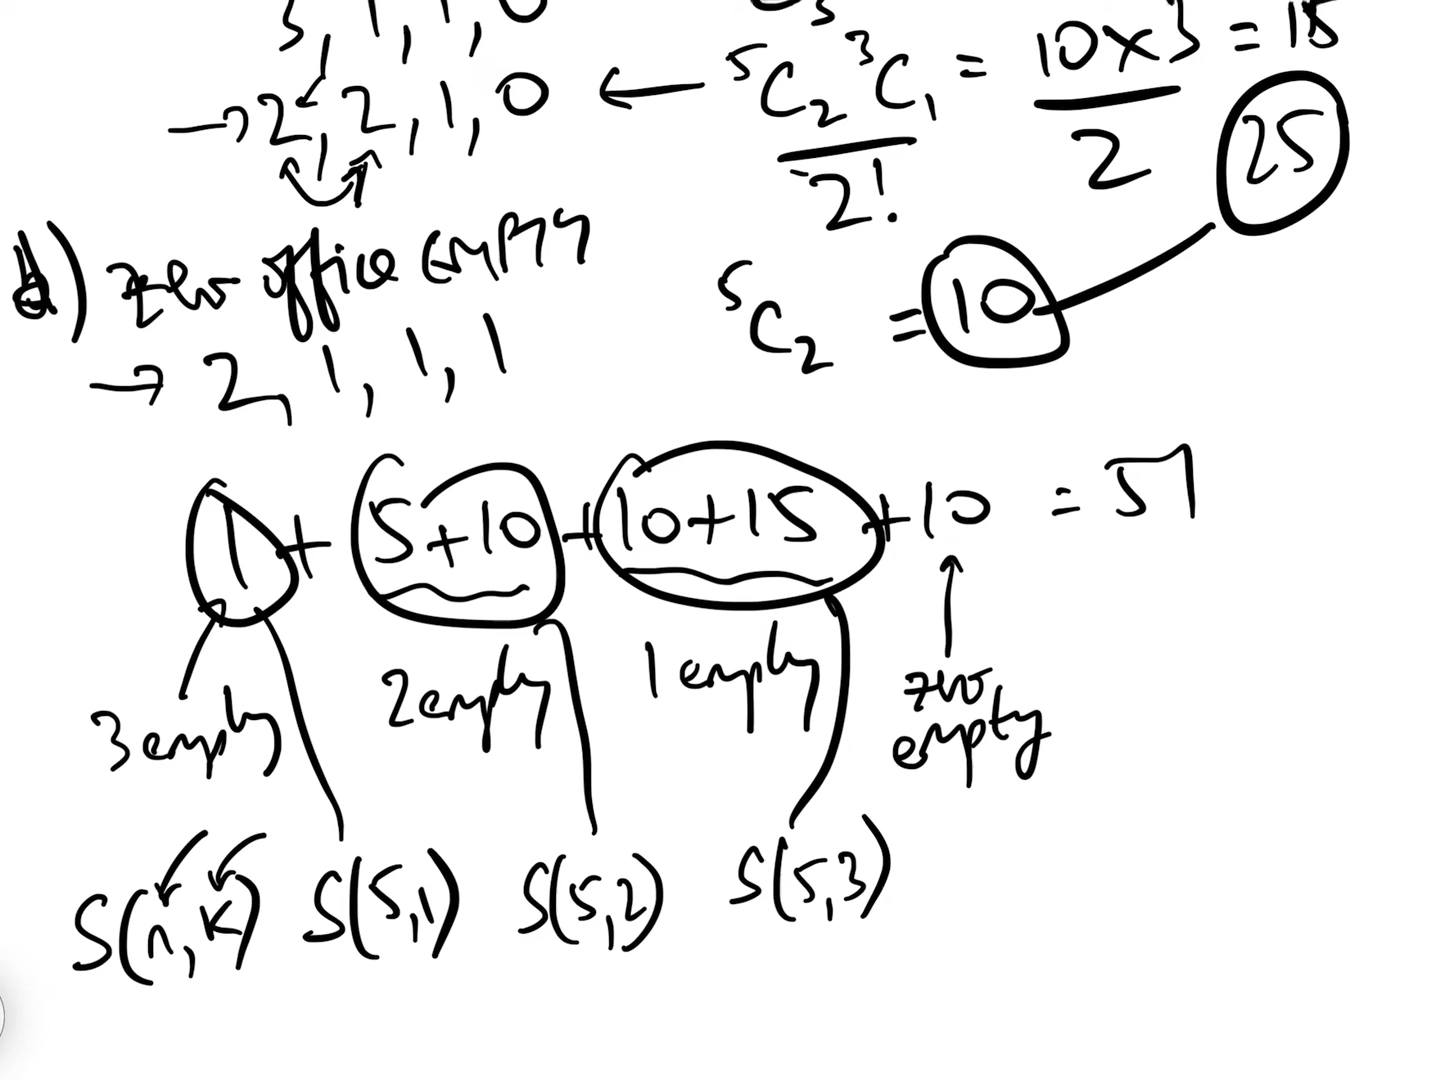 3, 1, 1, 0
→ 2, 2, 1, 0 ← ⁵C₂ ³C₁ / 2! = 10×3 / 2 = 15
25
d) zero office empty
→ 2, 1, 1, 1 ⁵C₂ = 10
1 + 5+10 + 10+15 + 10 = 51
3 empty 2 empty 1 empty zero empty
S(n,k) S(5,1) S(5,2) S(5,3)